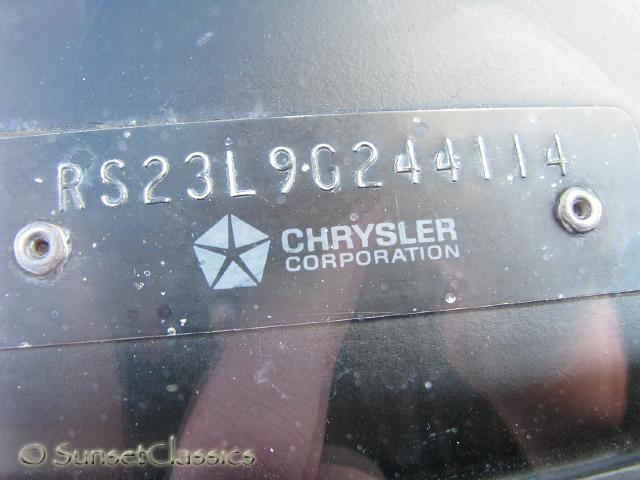 RS23L9G244114
CHRYSLER
CORPORATION
© SunsetClassics